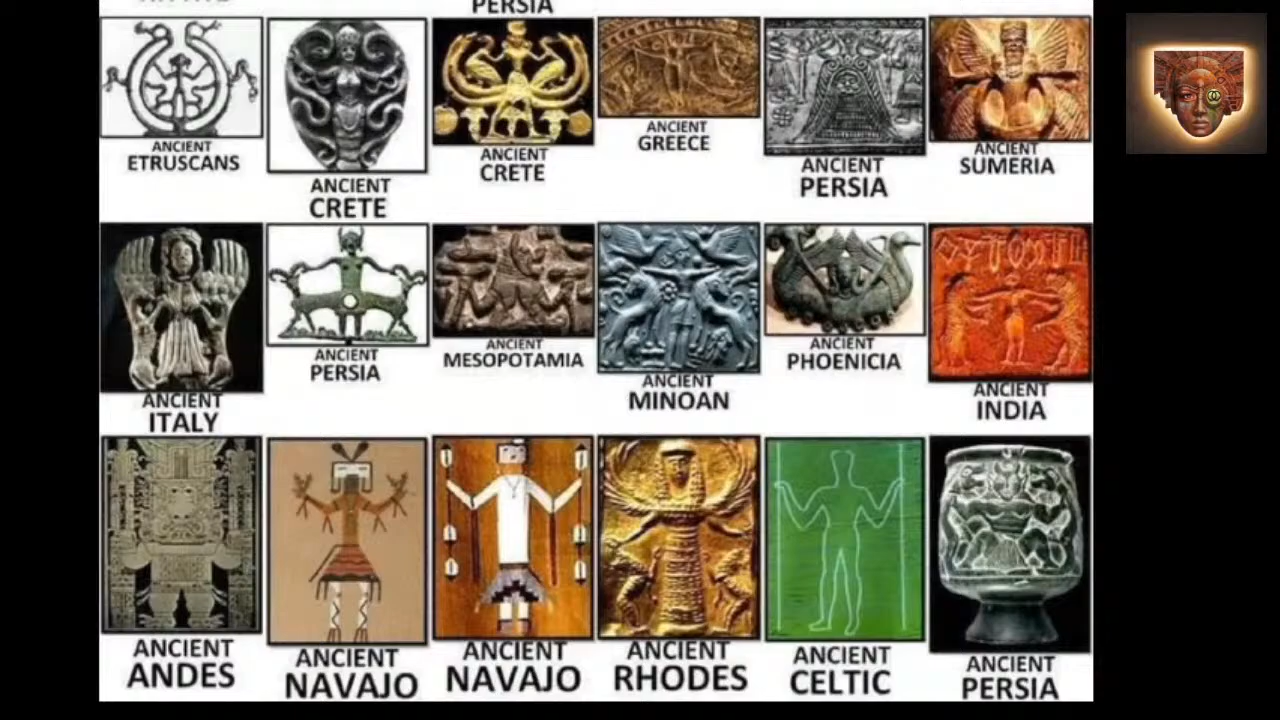 PERSIA
ANCIENT
ETRUSCANS
ANCIENT
CRETE
ANCIENT
CRETE
ANCIENT
GREECE
ANCIENT
PERSIA
ANCIENT
SUMERIA
ANCIENT
ITALY
ANCIENT
PERSIA
ANCIENT
MESOPOTAMIA
ANCIENT
MINOAN
ANCIENT
PHOENICIA
ANCIENT
INDIA
ANCIENT
ANDES
ANCIENT
NAVAJO
ANCIENT
NAVAJO
ANCIENT
RHODES
ANCIENT
CELTIC
ANCIENT
PERSIA